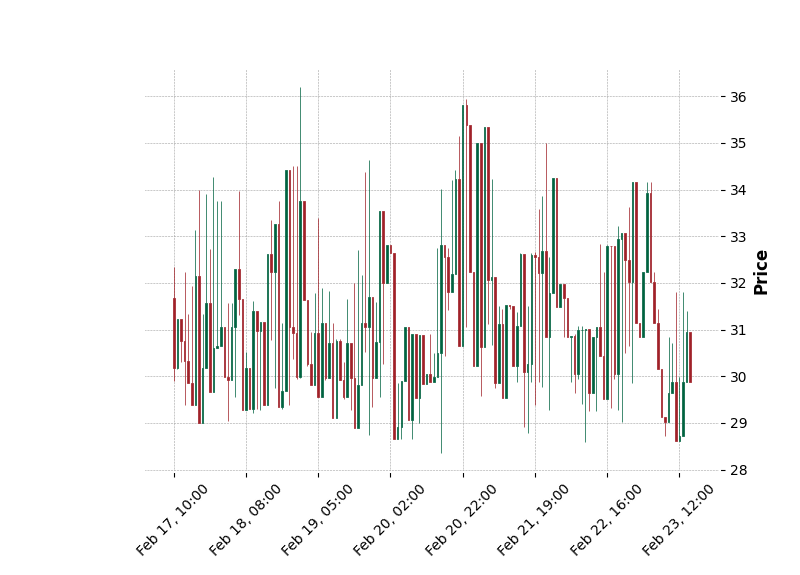 36
35
34
33
32
31
30
29
28
Price
Feb 17, 10:00
Feb 18, 08:00
Feb 19, 05:00
Feb 20, 02:00
Feb 20, 22:00
Feb 21, 19:00
Feb 22, 16:00
Feb 23, 12:00